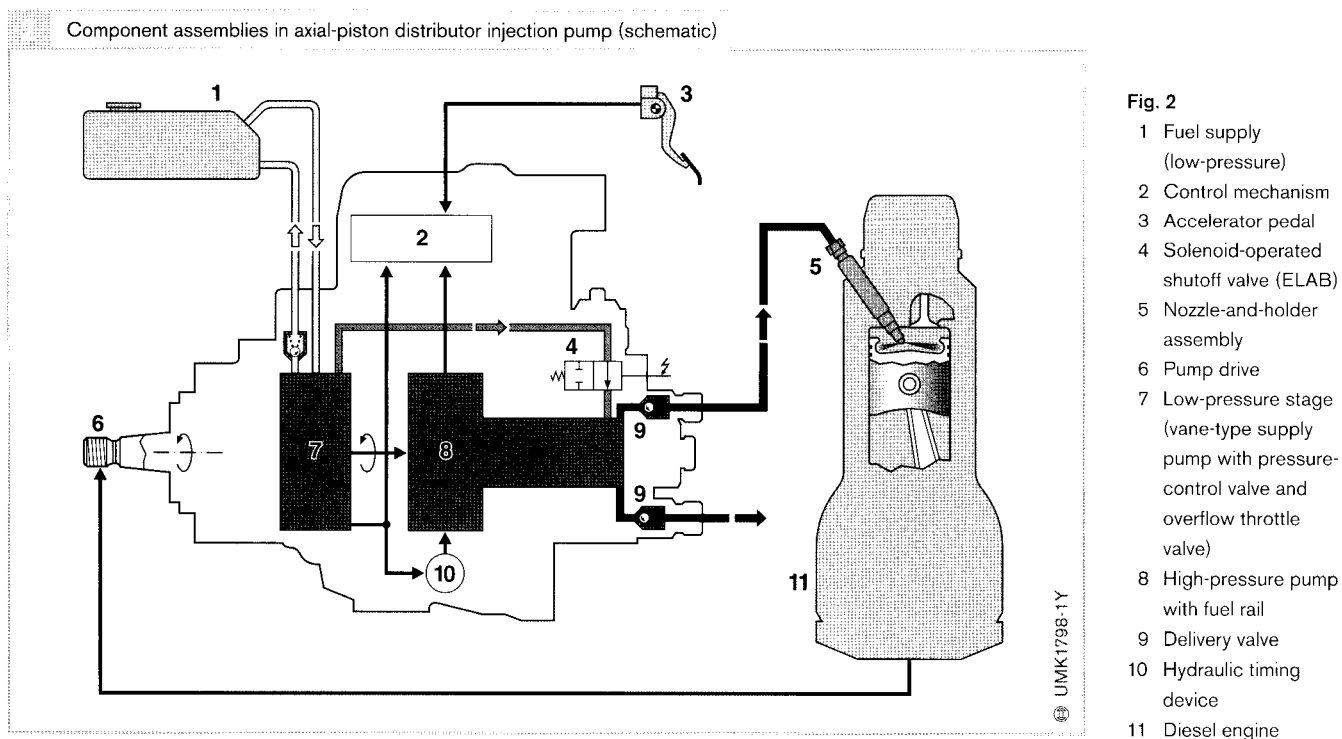 Component assemblies in axial-piston distributor injection pump (schematic)
1
3
2
5
4
6
7
8
9
9
10
11
UMK1798-1Y
Fig. 2
1 Fuel supply
(low-pressure)
2 Control mechanism
3 Accelerator pedal
4 Solenoid-operated
shutoff valve (ELAB)
5 Nozzle-and-holder
assembly
6 Pump drive
7 Low-pressure stage
(vane-type supply
pump with pressure-
control valve and
overflow throttle
valve)
8 High-pressure pump
with fuel rail
9 Delivery valve
10 Hydraulic timing
device
11 Diesel engine